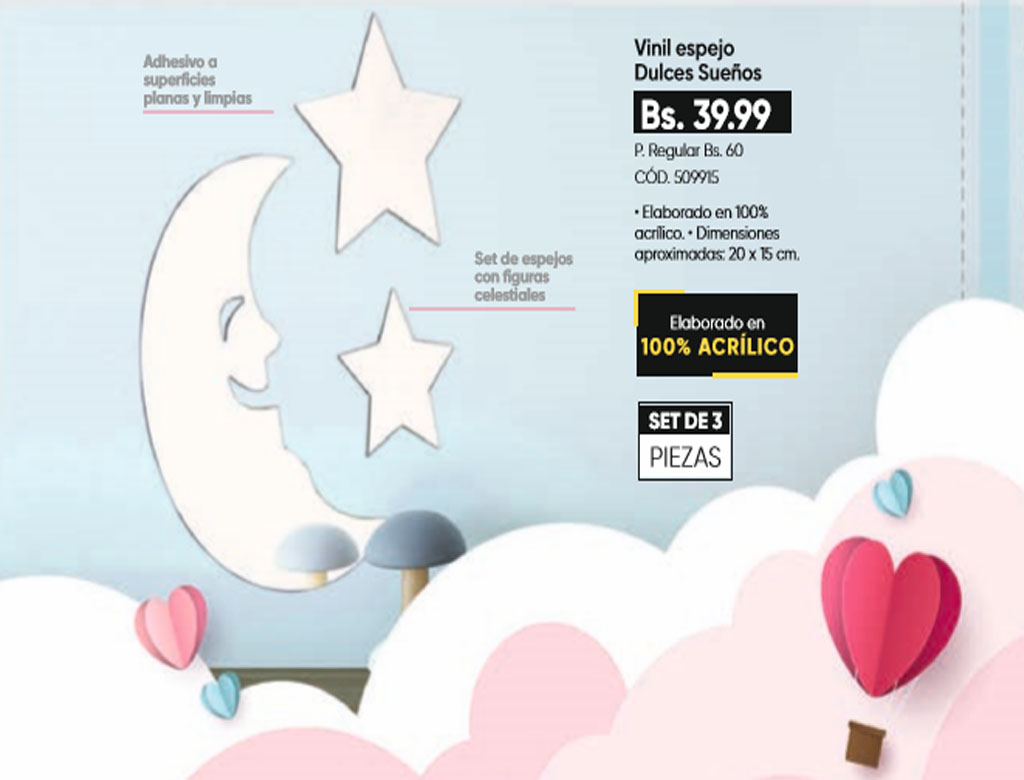 Adhesivo a
superficies
planas y limpias
Set de espejos
con figuras
celestiales
Vinil espejo
Dulces Sueños
Bs. 39.99
P. Regular Bs. 60
CÓD. 509915
• Elaborado en 100%
acrílico. • Dimensiones
aproximadas: 20 x 15 cm.
Elaborado en
100% ACRÍLICO
SET DE 3
PIEZAS